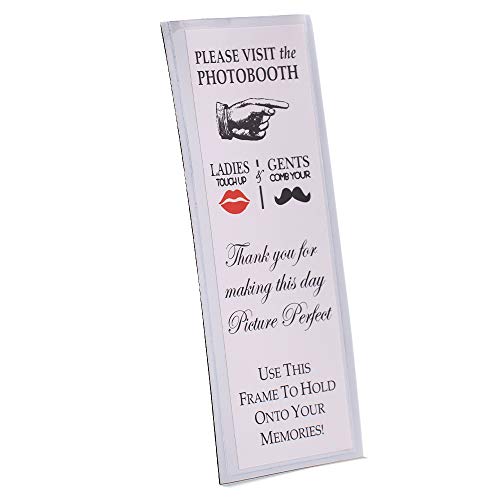 PLEASE VISIT the
PHOTOBOOTH
LADIES & GENTS
TOUCH UP COMB YOUR
Thank you for
making this day
Picture Perfect
USE THIS
FRAME TO HOLD
ONTO YOUR
MEMORIES!